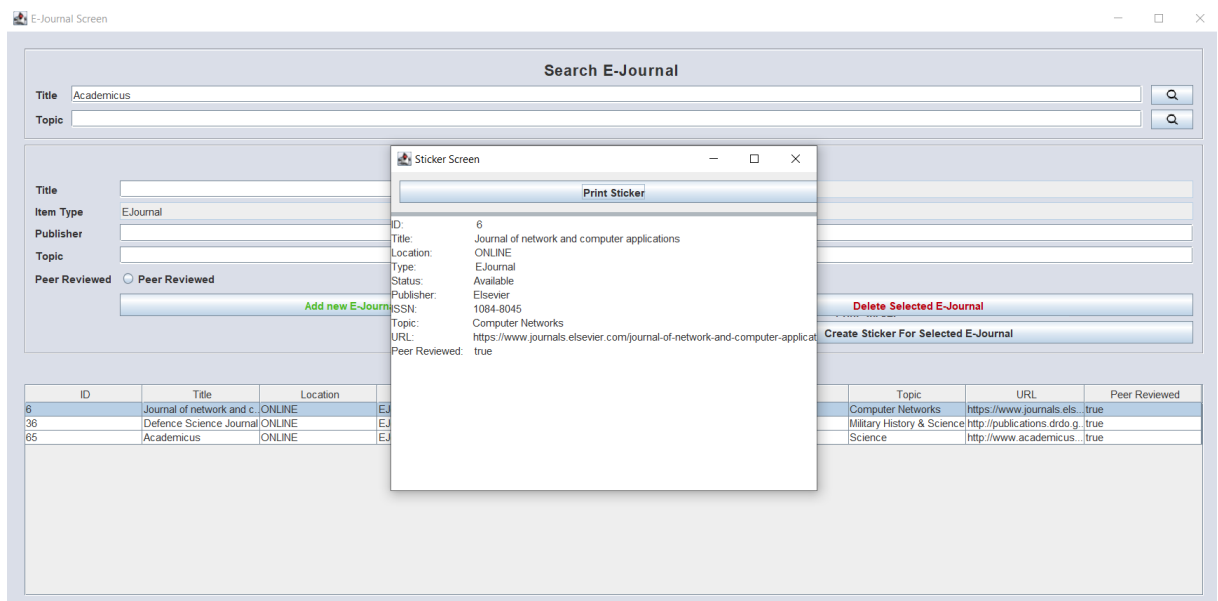 E-Journal Screen
Search E-Journal
Title Academicus
Topic
Sticker Screen
Print Sticker
Title
Item Type EJournal
Publisher
Topic
Peer Reviewed Peer Reviewed
Add new E-Journ
Delete Selected E-Journal
Create Sticker For Selected E-Journal
ID: 6
Title: Journal of network and computer applications
Location: ONLINE
Type: EJournal
Status: Available
Publisher: Elsevier
ISSN: 1084-8045
Topic: Computer Networks
URL: https://www.journals.elsevier.com/journal-of-network-and-computer-applicat
Peer Reviewed: true
ID Title Location Topic URL Peer Reviewed
6 Journal of network and c.. ONLINE EJ Computer Networks https://www.journals.els.. true
36 Defence Science Journal ONLINE EJ Military History & Science http://publications.drdo.g.. true
65 Academicus ONLINE EJ Science http://www.academicus... true